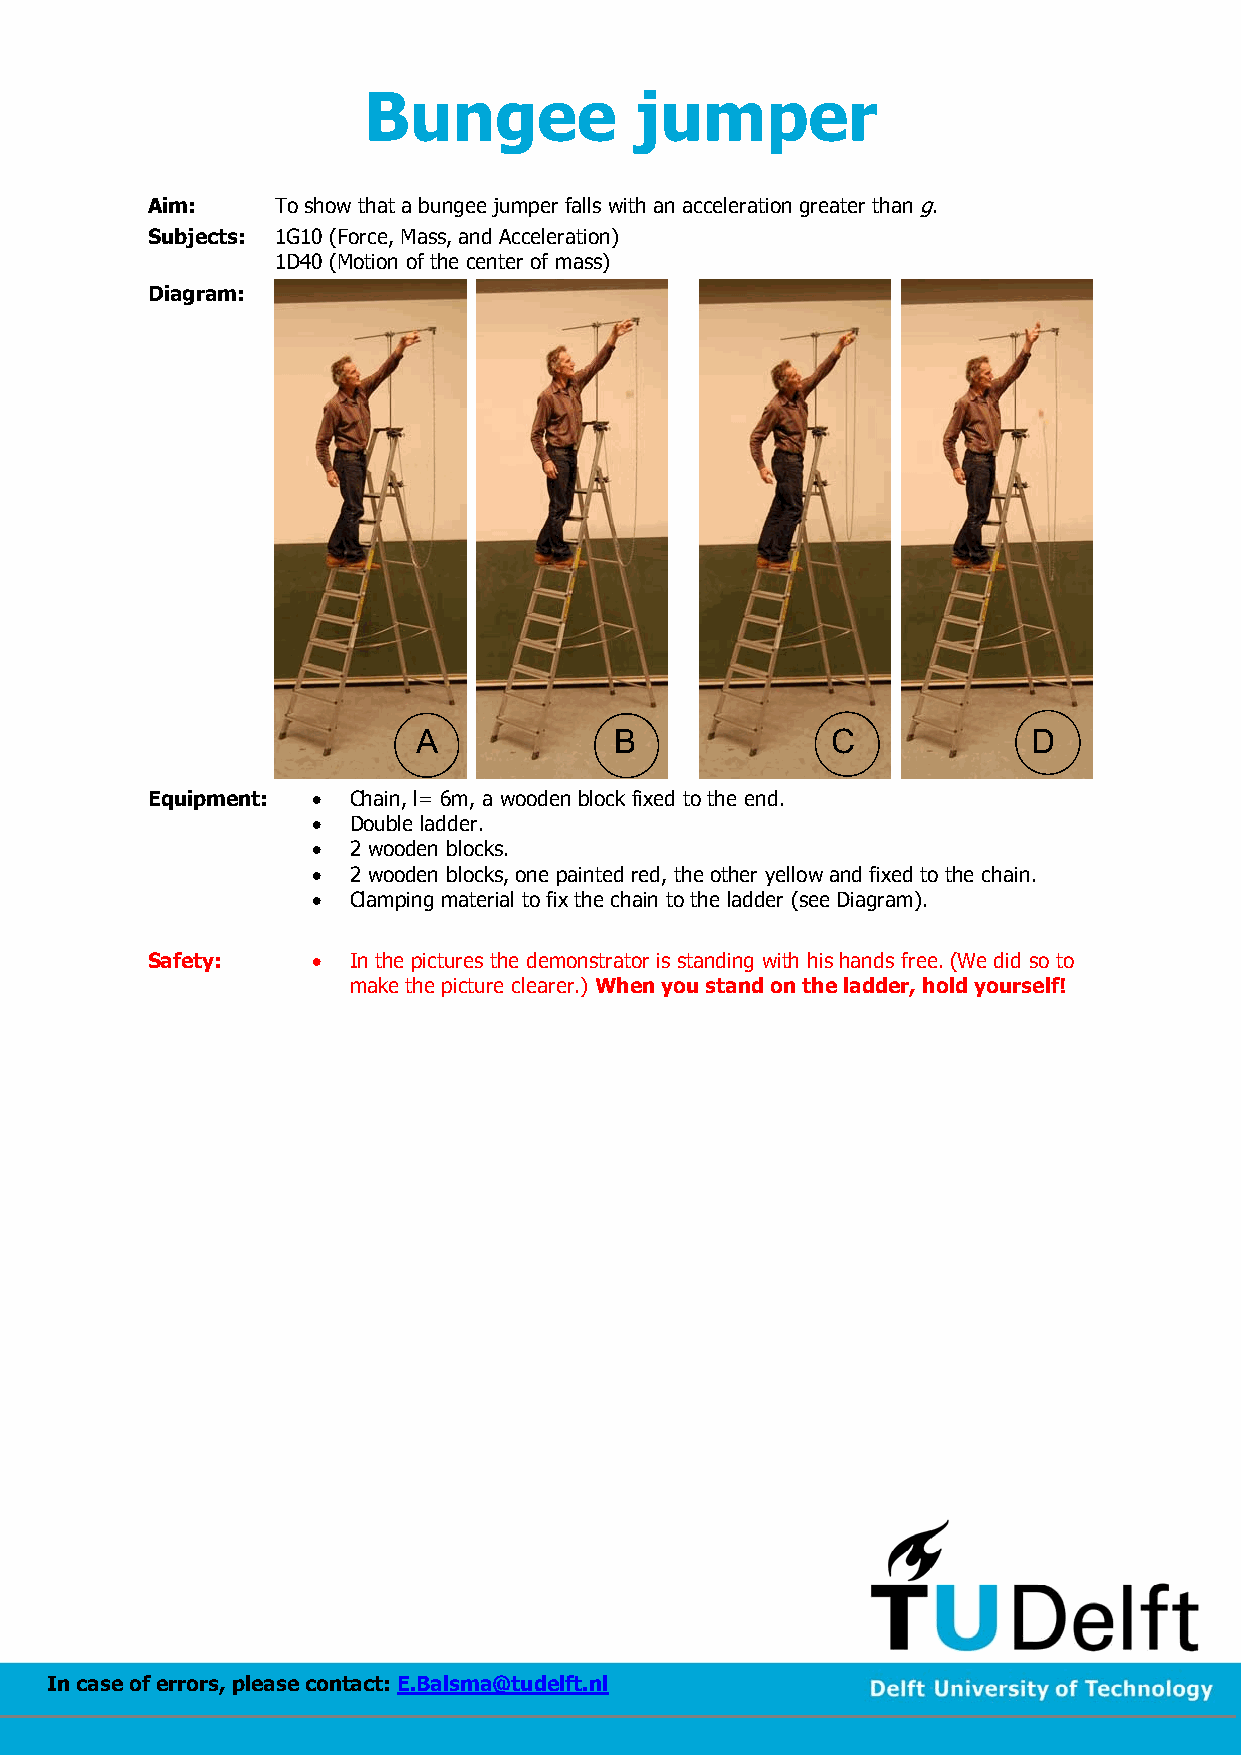 Bungee jumper
Aim: To show that a bungee jumper falls with an acceleration greater than g.
Subjects: 1G10 (Force, Mass, and Acceleration)
1D40 (Motion of the center of mass)
Diagram:
A B C D
Equipment: • Chain, l= 6m, a wooden block fixed to the end.
• Double ladder.
• 2 wooden blocks.
• 2 wooden blocks, one painted red, the other yellow and fixed to the chain.
• Clamping material to fix the chain to the ladder (see Diagram).
Safety: • In the pictures the demonstrator is standing with his hands free. (We did so to
make the picture clearer.) When you stand on the ladder, hold yourself!
TUDelft
In case of errors, please contact: E.Balsma@tudelft.nl
Delft University of Technology